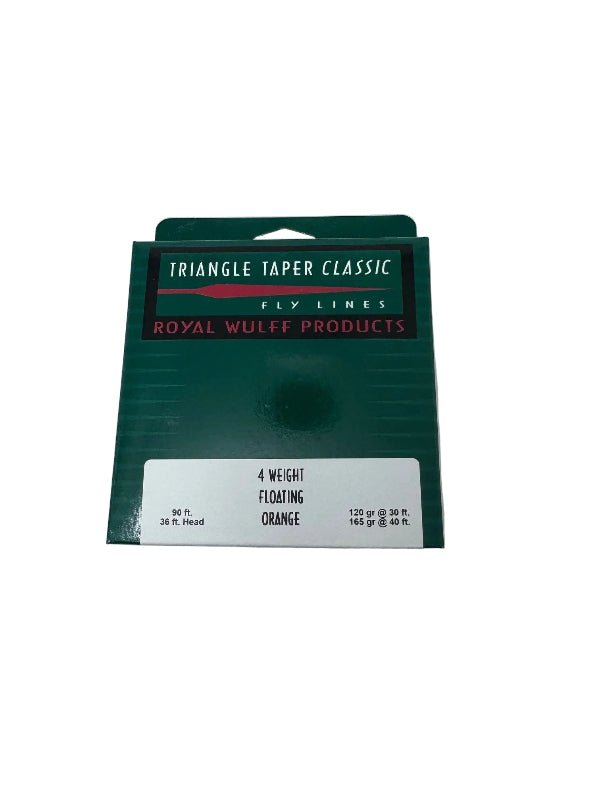 TRIANGLE TAPER CLASSIC
FLY LINES
ROYAL WULFF PRODUCTS
4 WEIGHT
FLOATING
ORANGE
90 ft.
36 ft. Head
120 gr @ 30 ft.
165 gr @ 40 ft.